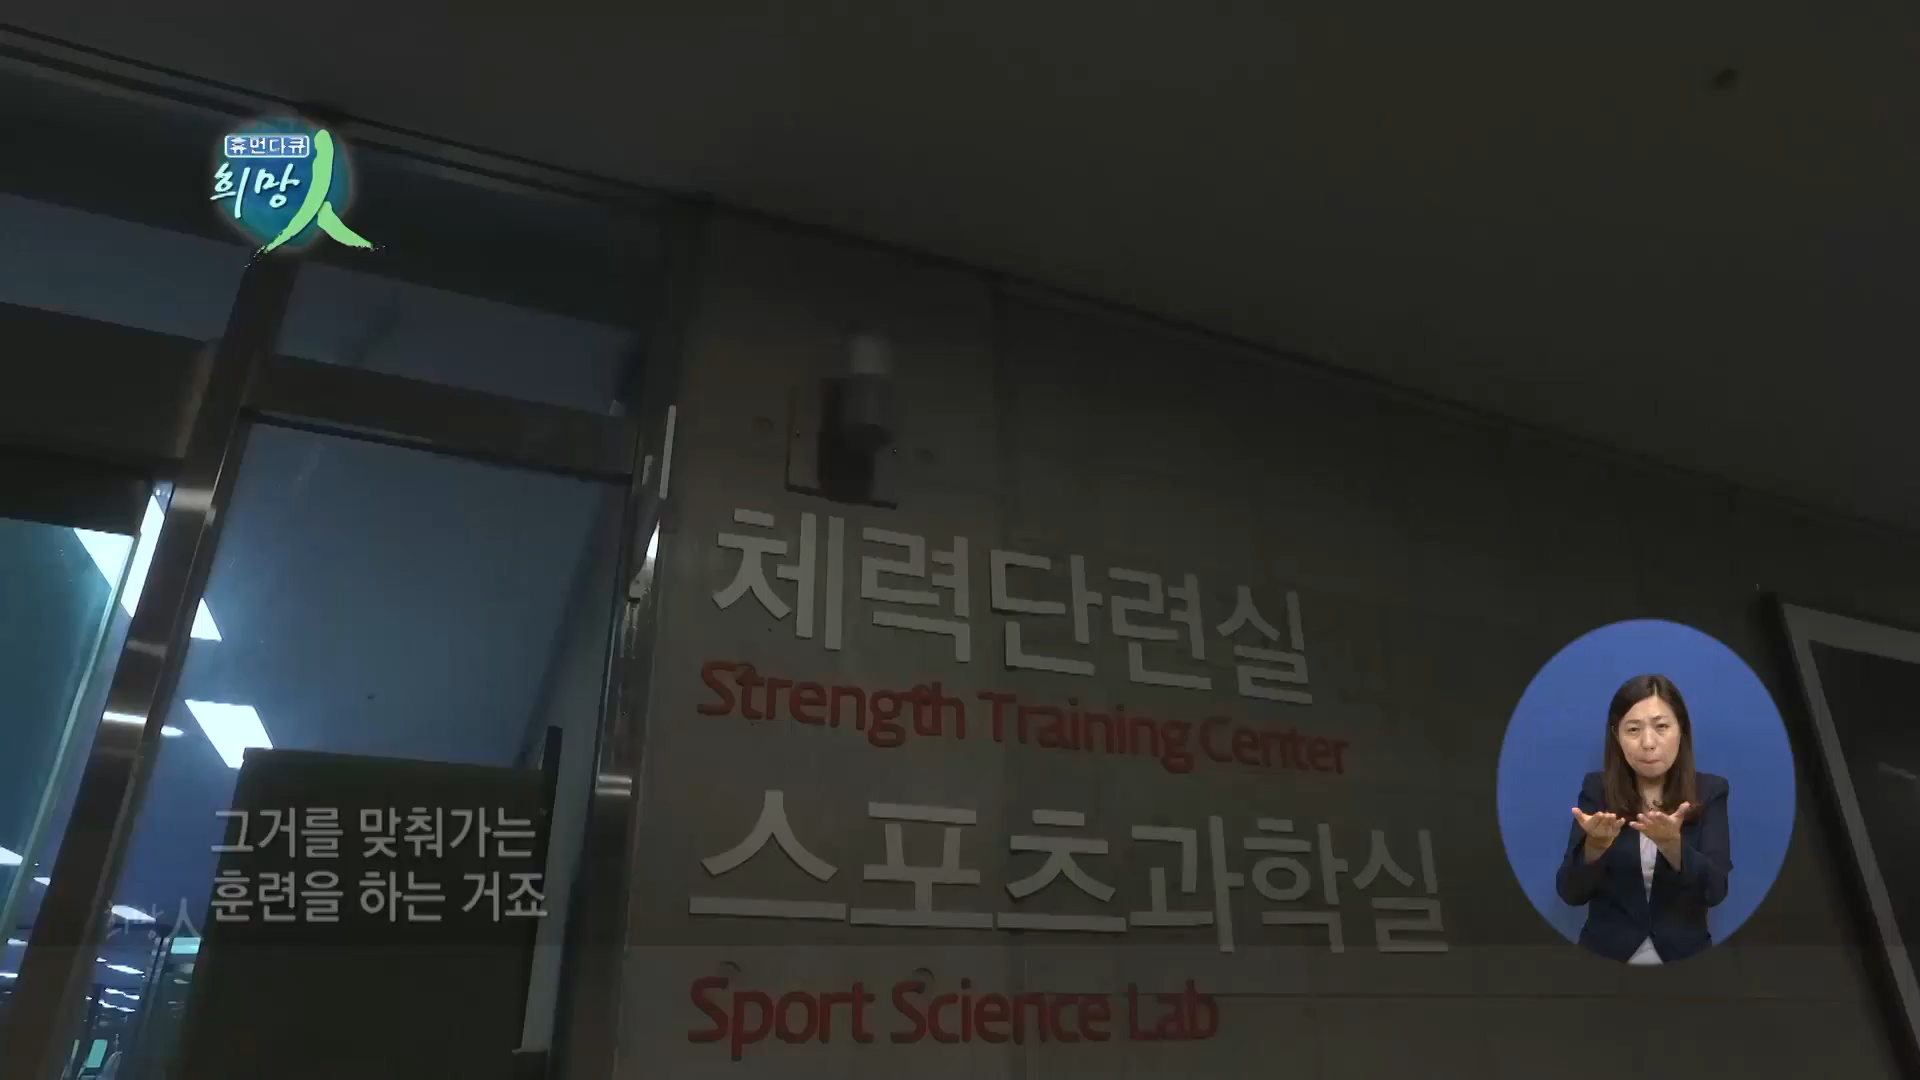 휴먼다큐
희망人
체력단련실
Strength Training Center
스포츠과학실
Sport Science Lab
그거를 맞춰가는
훈련을 하는 거죠